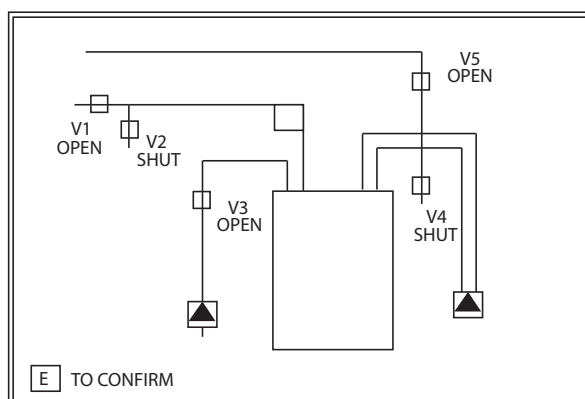 V5
OPEN
V1
OPEN
V2
SHUT
V3
OPEN
V4
SHUT
E TO CONFIRM